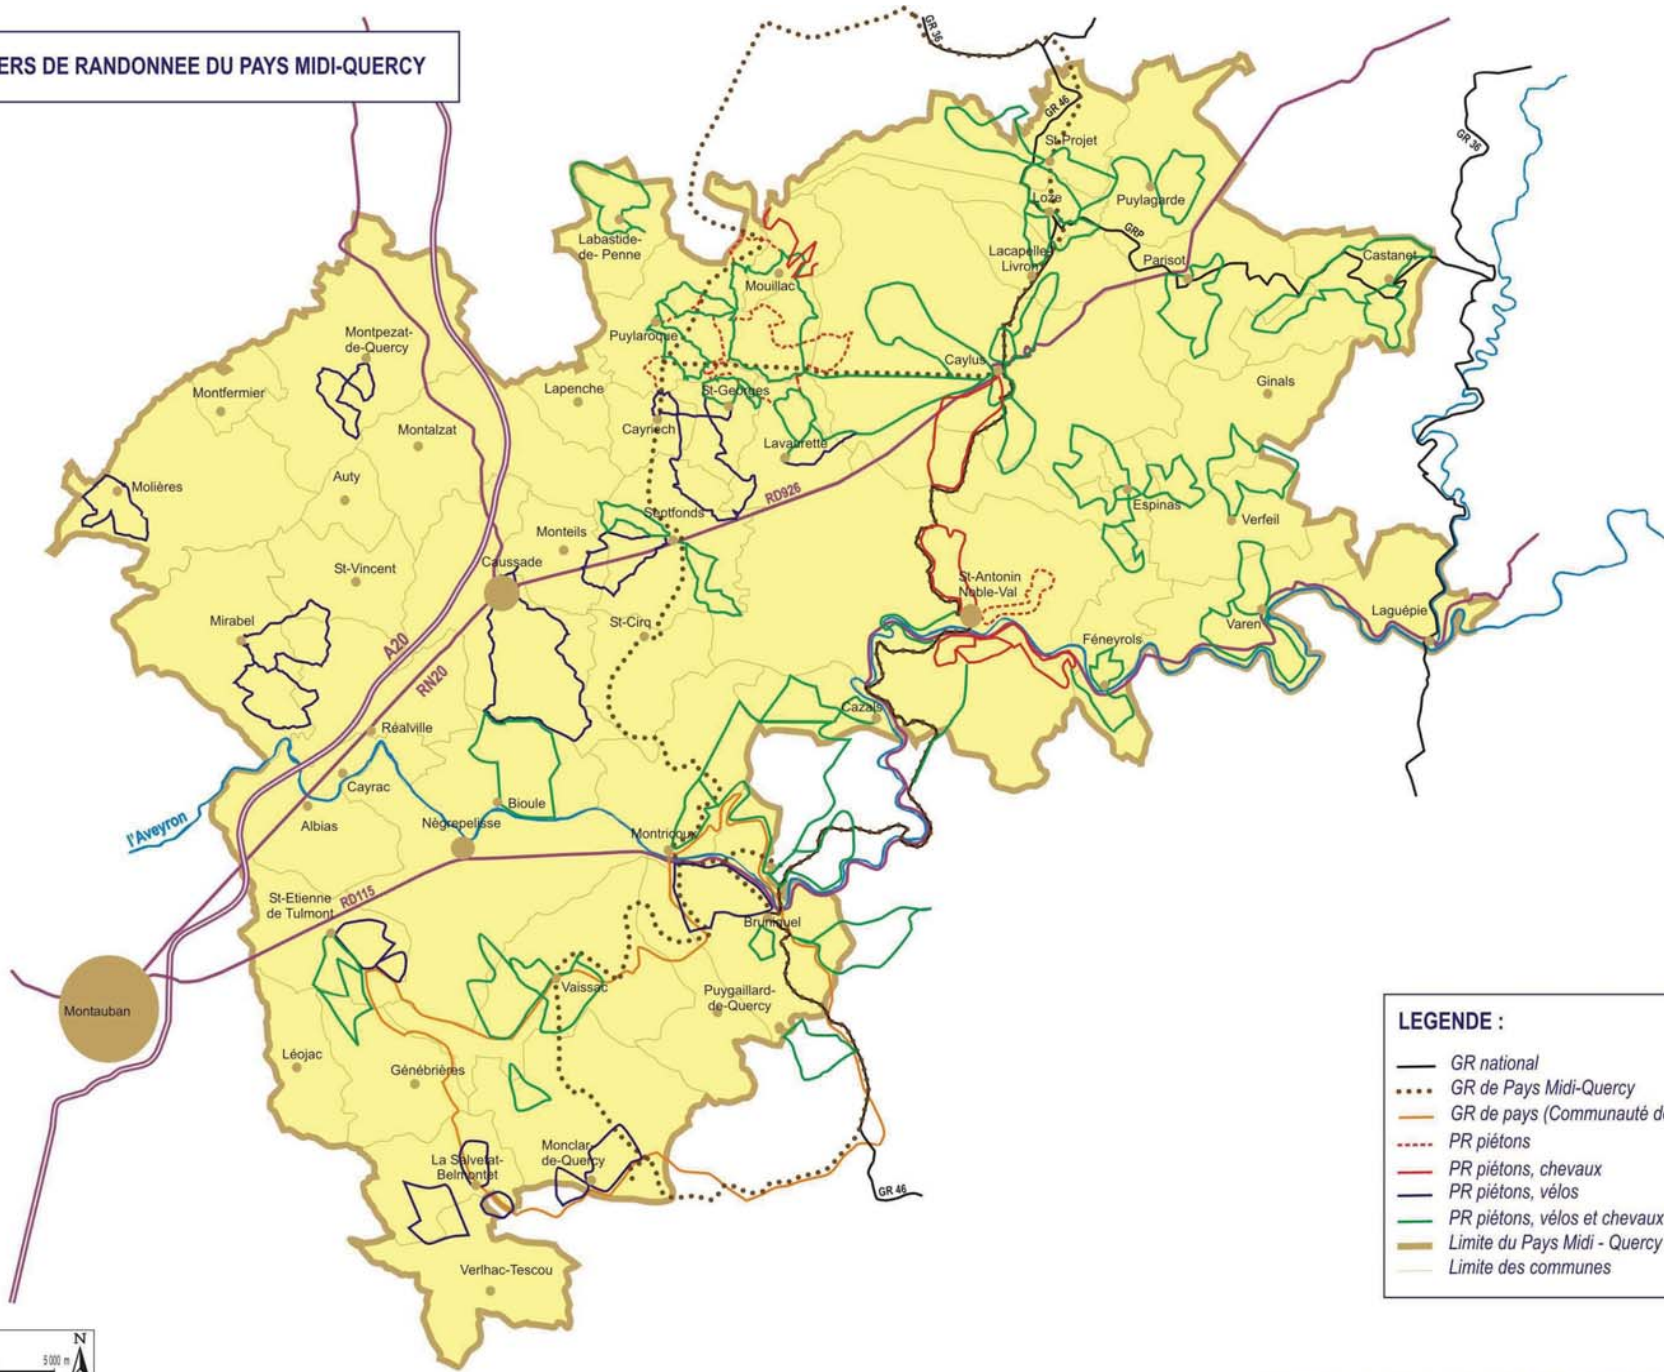 ERS DE RANDONNEE DU PAYS MIDI-QUERCY
GR 36
GR 46
St-Projet
GR 36
Loze
Puylagarde
GRP
Labastide-
de- Penne
Lacapelle
Livron
Parisot
Castanet
Mouillac
Montpezat-
de-Quercy
Puylaroque
Caylus
Ginals
Montfermier
Lapenche
St-Georges
Montalzat
Cayriech
Lavaurette
Molières
Auty
RD926
Espinas
Verfeil
Septfonds
Monteils
Caussade
St-Vincent
St-Antonin
Noble-Val
Mirabel
St-Cirq
Laguépie
Varen
Féneyrols
A20
RN20
Cazals
Réalville
Cayrac
l'Aveyron
Albias
Bioule
Nègrepelisse
Montricoux
St-Etienne
de Tulmont
RD115
Bruniquel
Vaissac
Puygaillard-
de-Quercy
Montauban
Léojac
Génébrières
Monclar-
de-Quercy
La Salvetat-
Belmontet
GR 46
Verlhac-Tescou
LEGENDE :
GR national
GR de Pays Midi-Quercy
GR de pays (Communauté de
PR piétons
PR piétons, chevaux
PR piétons, vélos
PR piétons, vélos et chevaux
Limite du Pays Midi - Quercy
Limite des communes
N
5 000 m